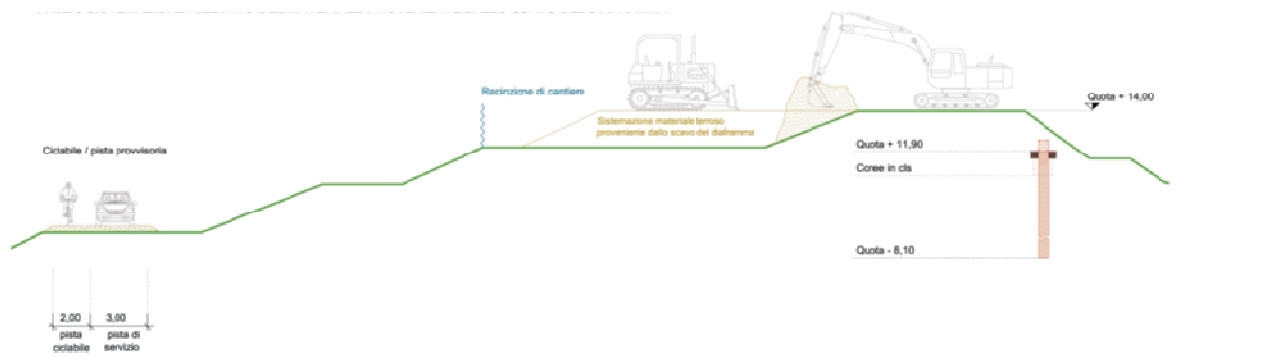 Recinzione di cantiere
Quota + 14,00
Sistemazione materiale terroso
proveniente dallo scavo del diaframma
Quota + 11,90
Ciclabile / pista provvisoria
Coree in cls
Quota - 8,10
2,00 3,00
pista ciclabile
pista di servizio